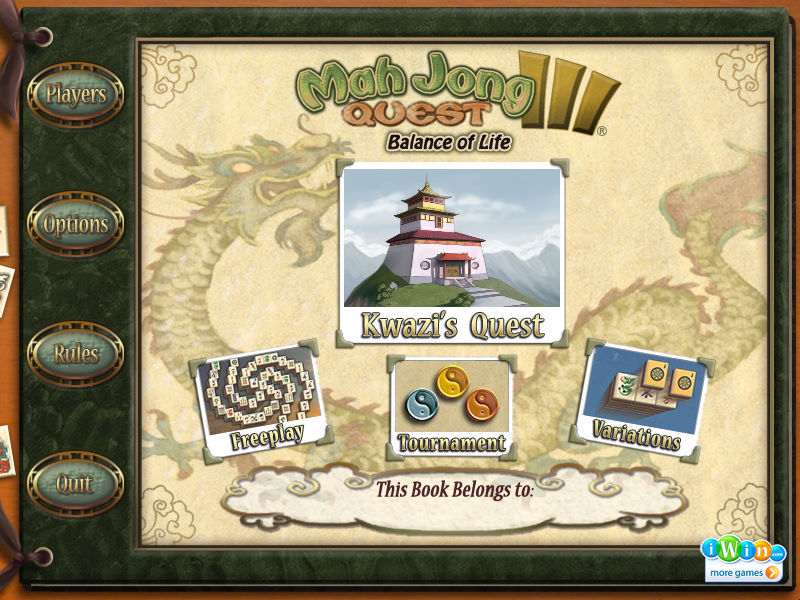 Players
Options
Rules
Quit
Mah Jong III
QUEST
®
Balance of Life
Kwazi's Quest
Freeplay
Tournament
Variations
This Book Belongs to:
iWin.com
more games